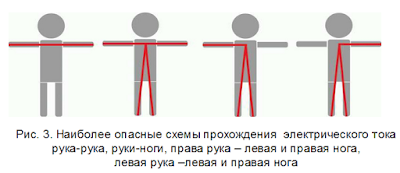 Рис. 3. Наиболее опасные схемы прохождения электрического тока
рука-рука, руки-ноги, права рука – левая и правая нога,
левая рука –левая и правая нога